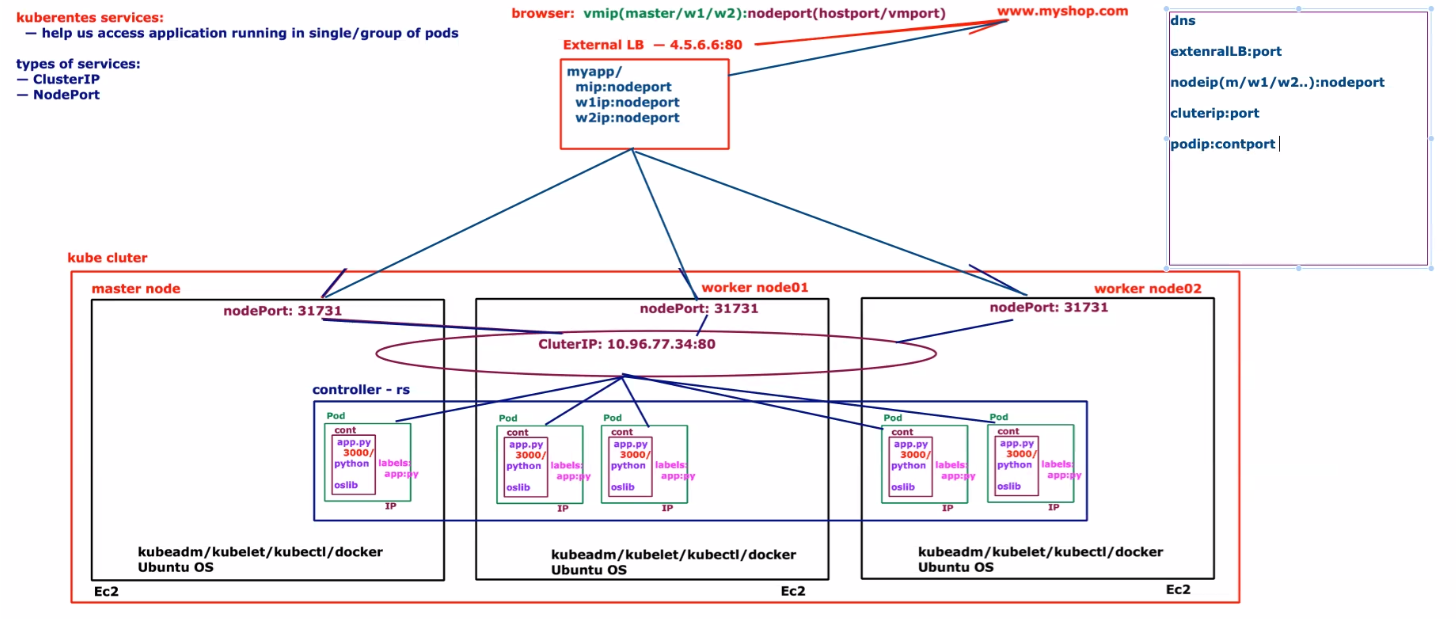 kuberentes services:
— help us access application running in single/group of pods
types of services:
— ClusterIP
— NodePort
browser: vmip(master/w1/w2):nodeport(hostport/vmport)
www.myshop.com
External LB — 4.5.6.6:80
myapp/
mip:nodeport
w1ip:nodeport
w2ip:nodeport
dns
extenralLB:port
nodeip(m/w1/w2..):nodeport
cluterip:port
podip:contport
kube cluter
master node
worker node01
worker node02
nodePort: 31731
nodePort: 31731
nodePort: 31731
CluterIP: 10.96.77.34:80
controller - rs
Pod
cont
app.py
3000/
python
labels:
app:py
oslib
IP
Pod
cont
app.py
3000/
python
labels:
app:py
oslib
IP
cont
app.py
3000/
python
labels:
app:py
oslib
IP
Pod
cont
app.py
3000/
python
labels:
app:py
oslib
IP
Pod
cont
app.py
3000/
python
labels:
app:py
oslib
IP
kubeadm/kubelet/kubectl/docker
Ubuntu OS
Ec2
kubeadm/kubelet/kubectl/docker
Ubuntu OS
Ec2
kubeadm/kubelet/kubectl/docker
Ubuntu OS
Ec2